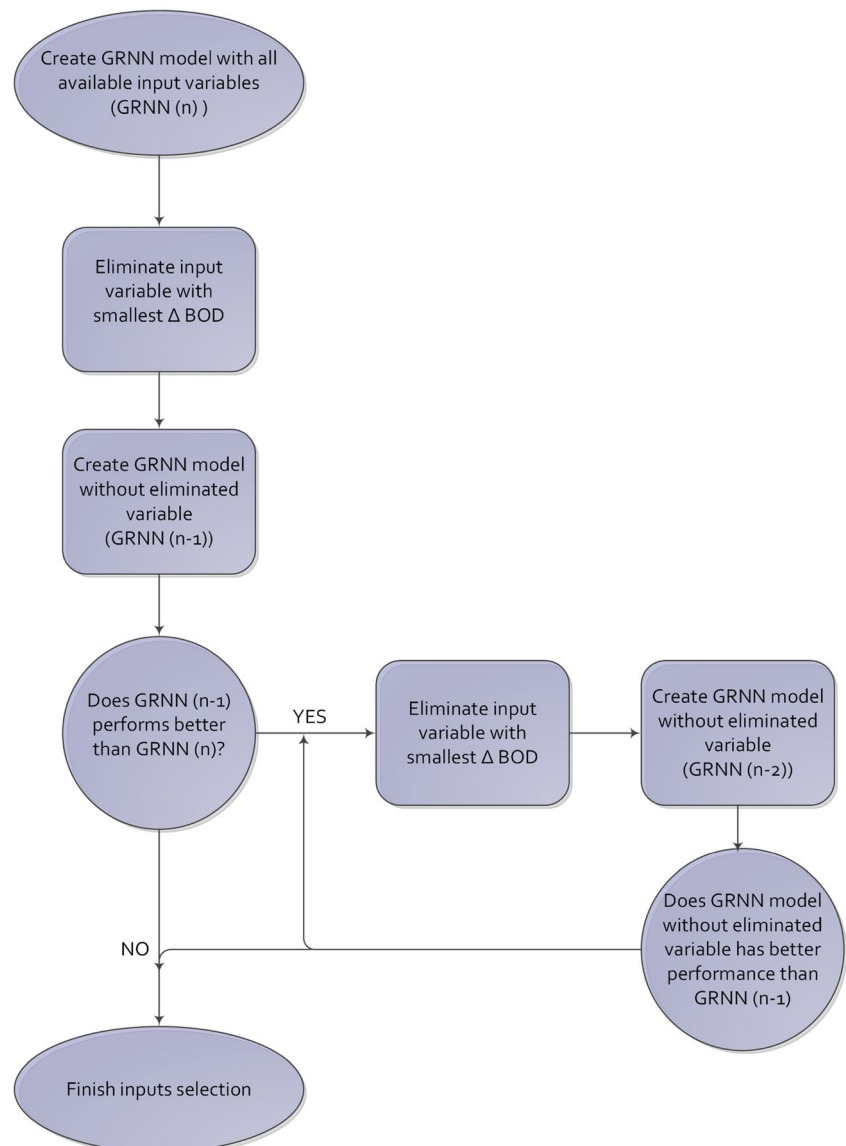 Create GRNN model with all
available input variables
(GRNN (n) )
Eliminate input
variable with
smallest Δ BOD
Create GRNN model
without eliminated
variable
(GRNN (n-1))
Does GRNN (n-1)
performs better
than GRNN (n)?
YES
Eliminate input
variable with
smallest Δ BOD
Create GRNN model
without eliminated
variable
(GRNN (n-2))
Does GRNN model
without eliminated
variable has better
performance than
GRNN (n-1)
NO
Finish inputs selection